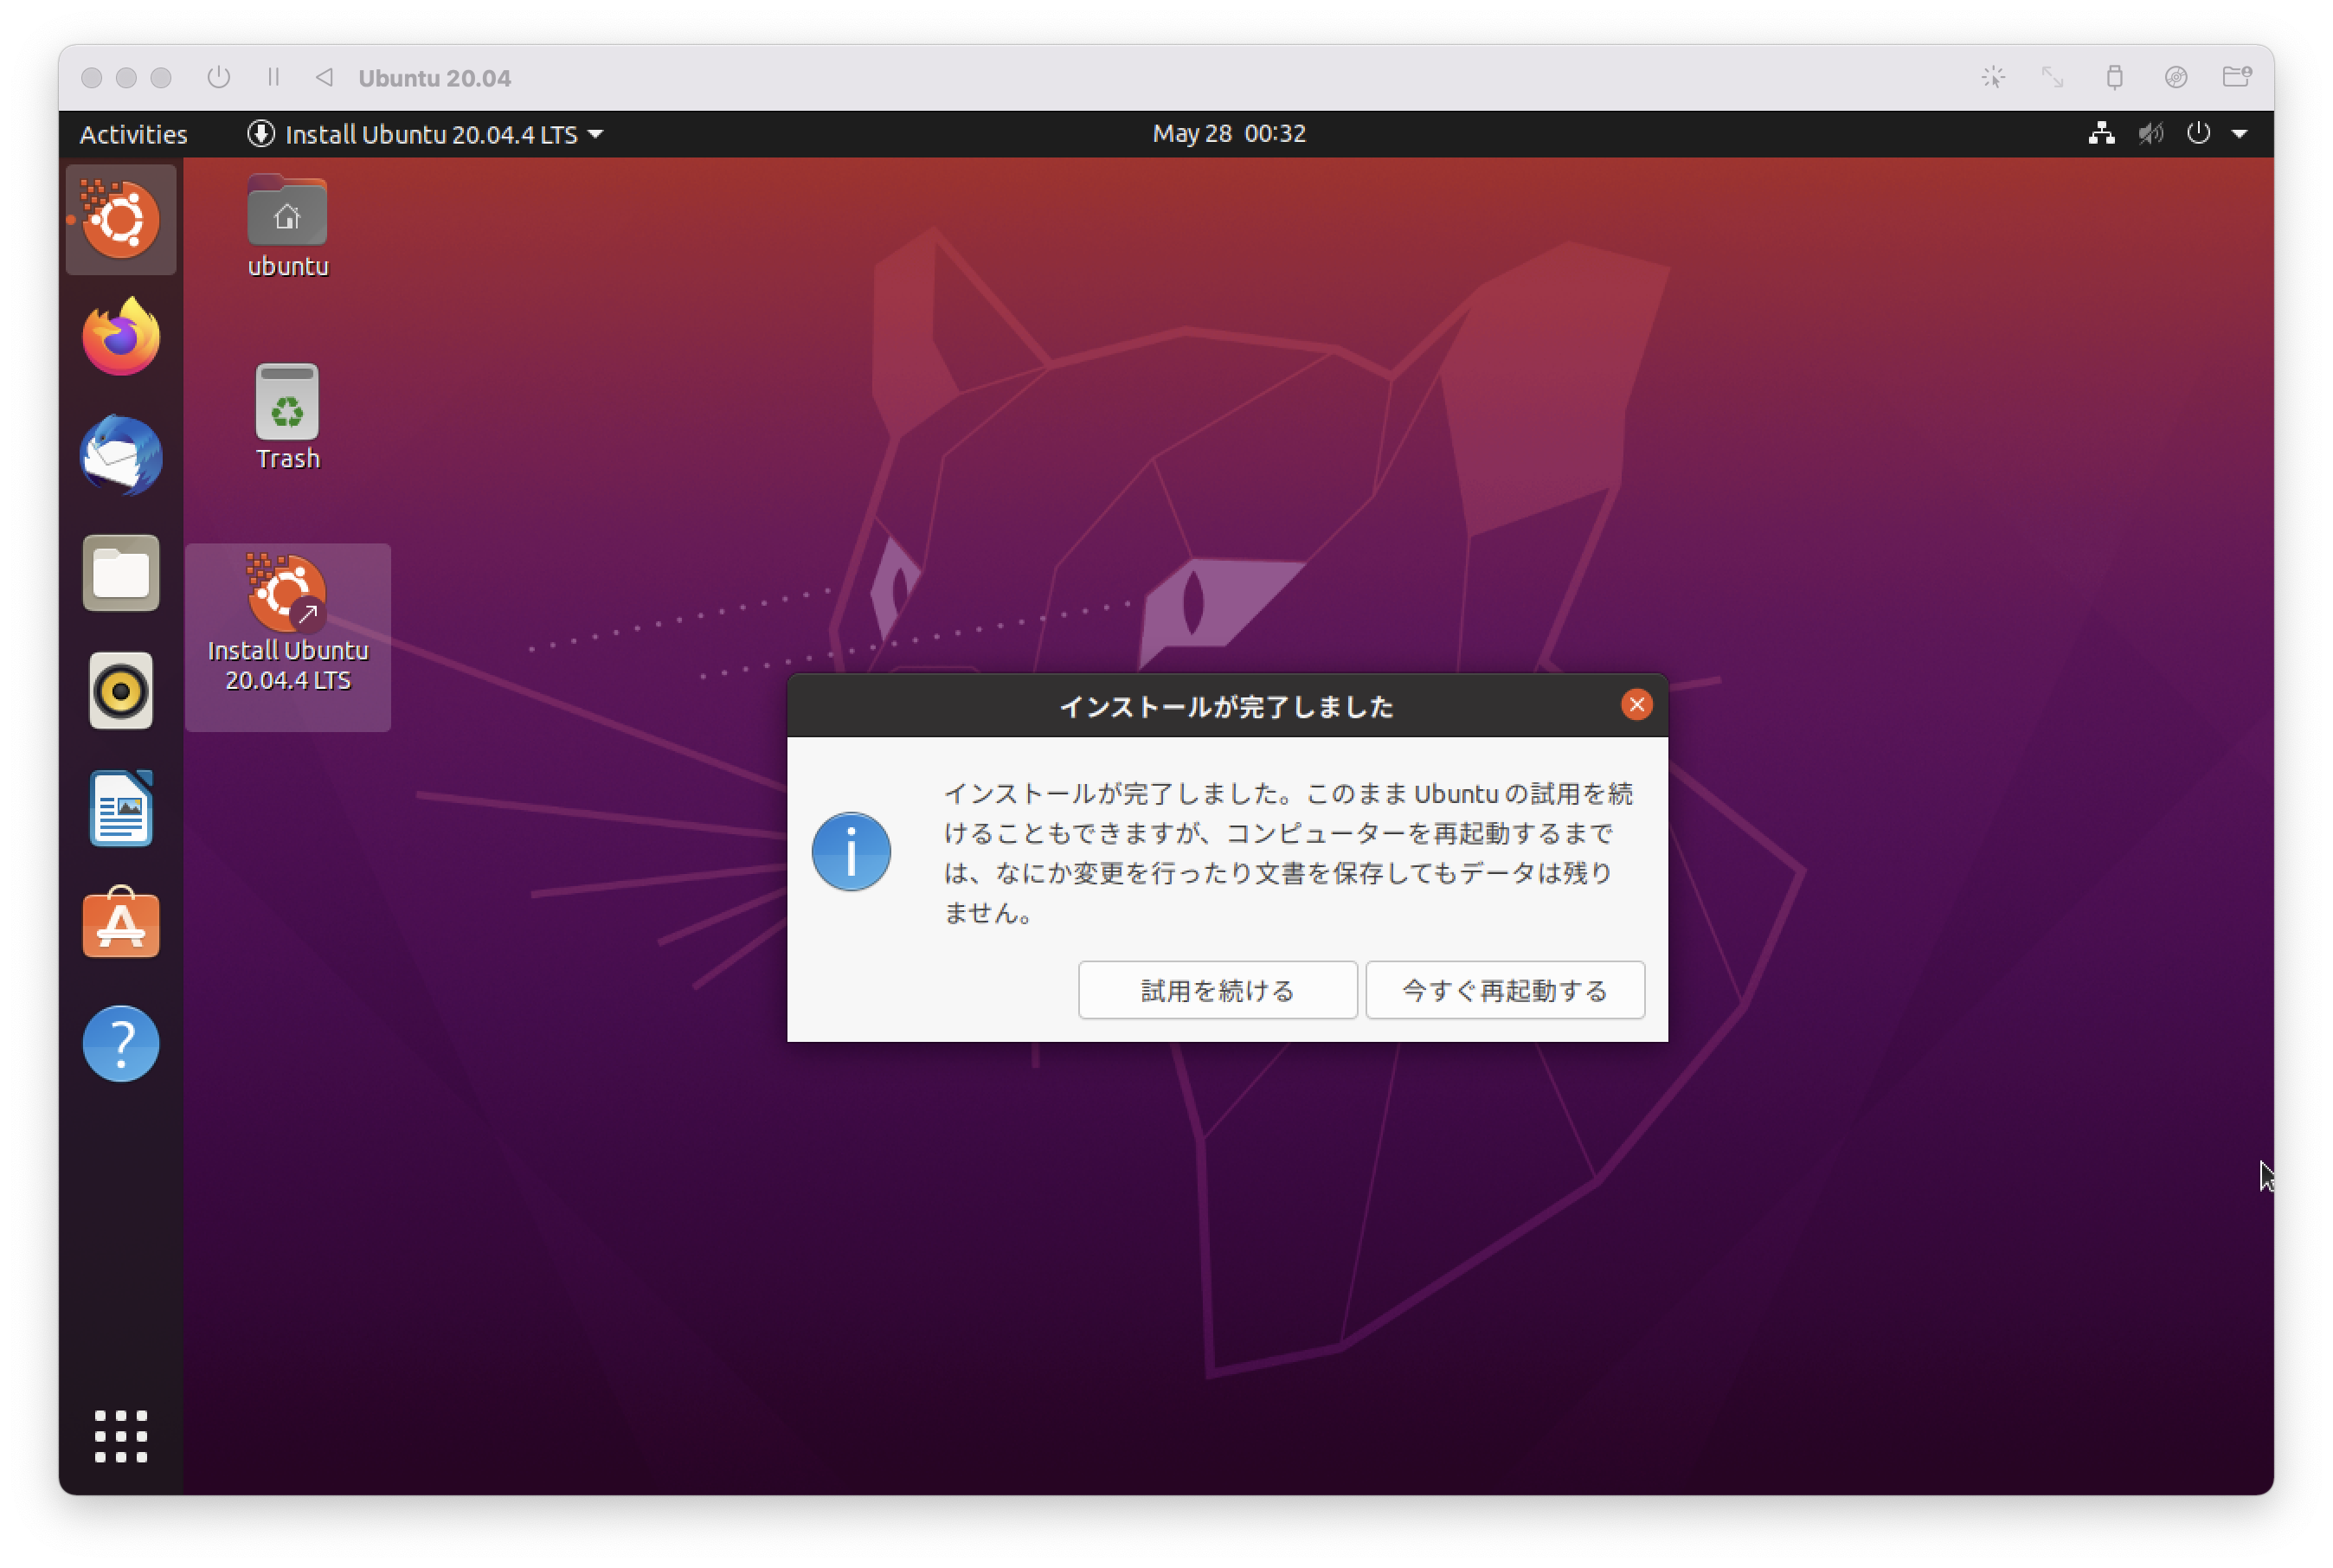 Ubuntu 20.04
Activities
Install Ubuntu 20.04.4 LTS
May 28 00:32
ubuntu
Trash
Install Ubuntu
20.04.4 LTS
インストールが完了しました
インストールが完了しました。このまま Ubuntu の試用を続
けることもできますが、コンピューターを再起動するまで
は、なにか変更を行ったり文書を保存してもデータは残り
ません。
試用を続ける
今すぐ再起動する